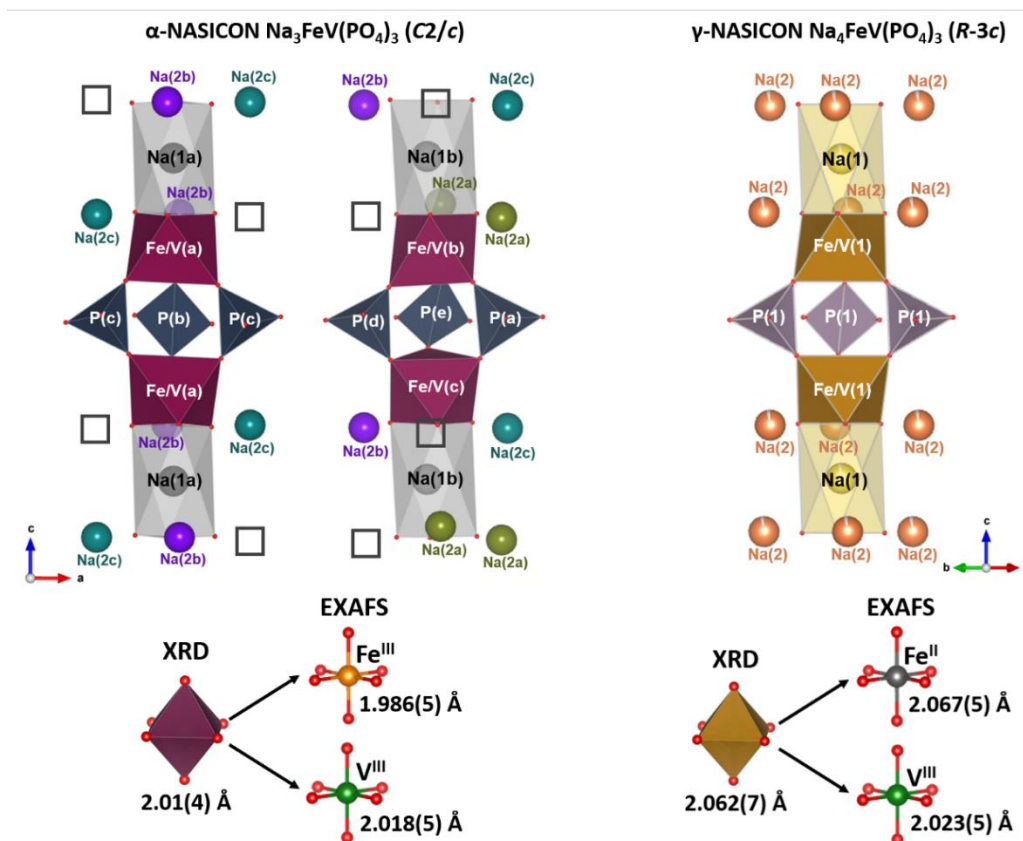 α-NASICON Na₃FeV(PO₄)₃ (C2/c)
Na(2b)
Na(2c)
Na(1a)
Na(2b)
Na(2c)
Fe/V(a)
P(c)
P(b)
P(c)
Fe/V(a)
Na(2b)
Na(2c)
Na(1a)
Na(2c)
Na(2b)
c
a
Na(2b)
Na(2c)
Na(1b)
Na(2a)
Na(2b)
Na(2a)
Fe/V(b)
P(d)
P(e)
P(a)
Fe/V(c)
Na(2b)
Na(2c)
Na(1b)
Na(2a)
Na(2a)
XRD
2.01(4) Å
EXAFS
Feᴵᴵᴵ
1.986(5) Å
Vᴵᴵᴵ
2.018(5) Å
γ-NASICON Na₄FeV(PO₄)₃ (R-3c)
Na(2)
Na(2)
Na(2)
Na(1)
Na(2)
Na(2)
Na(2)
Fe/V(1)
P(1)
P(1)
P(1)
Fe/V(1)
Na(2)
Na(2)
Na(2)
Na(1)
Na(2)
Na(2)
Na(2)
c
b
XRD
2.062(7) Å
EXAFS
Feᴵᴵ
2.067(5) Å
Vᴵᴵᴵ
2.023(5) Å